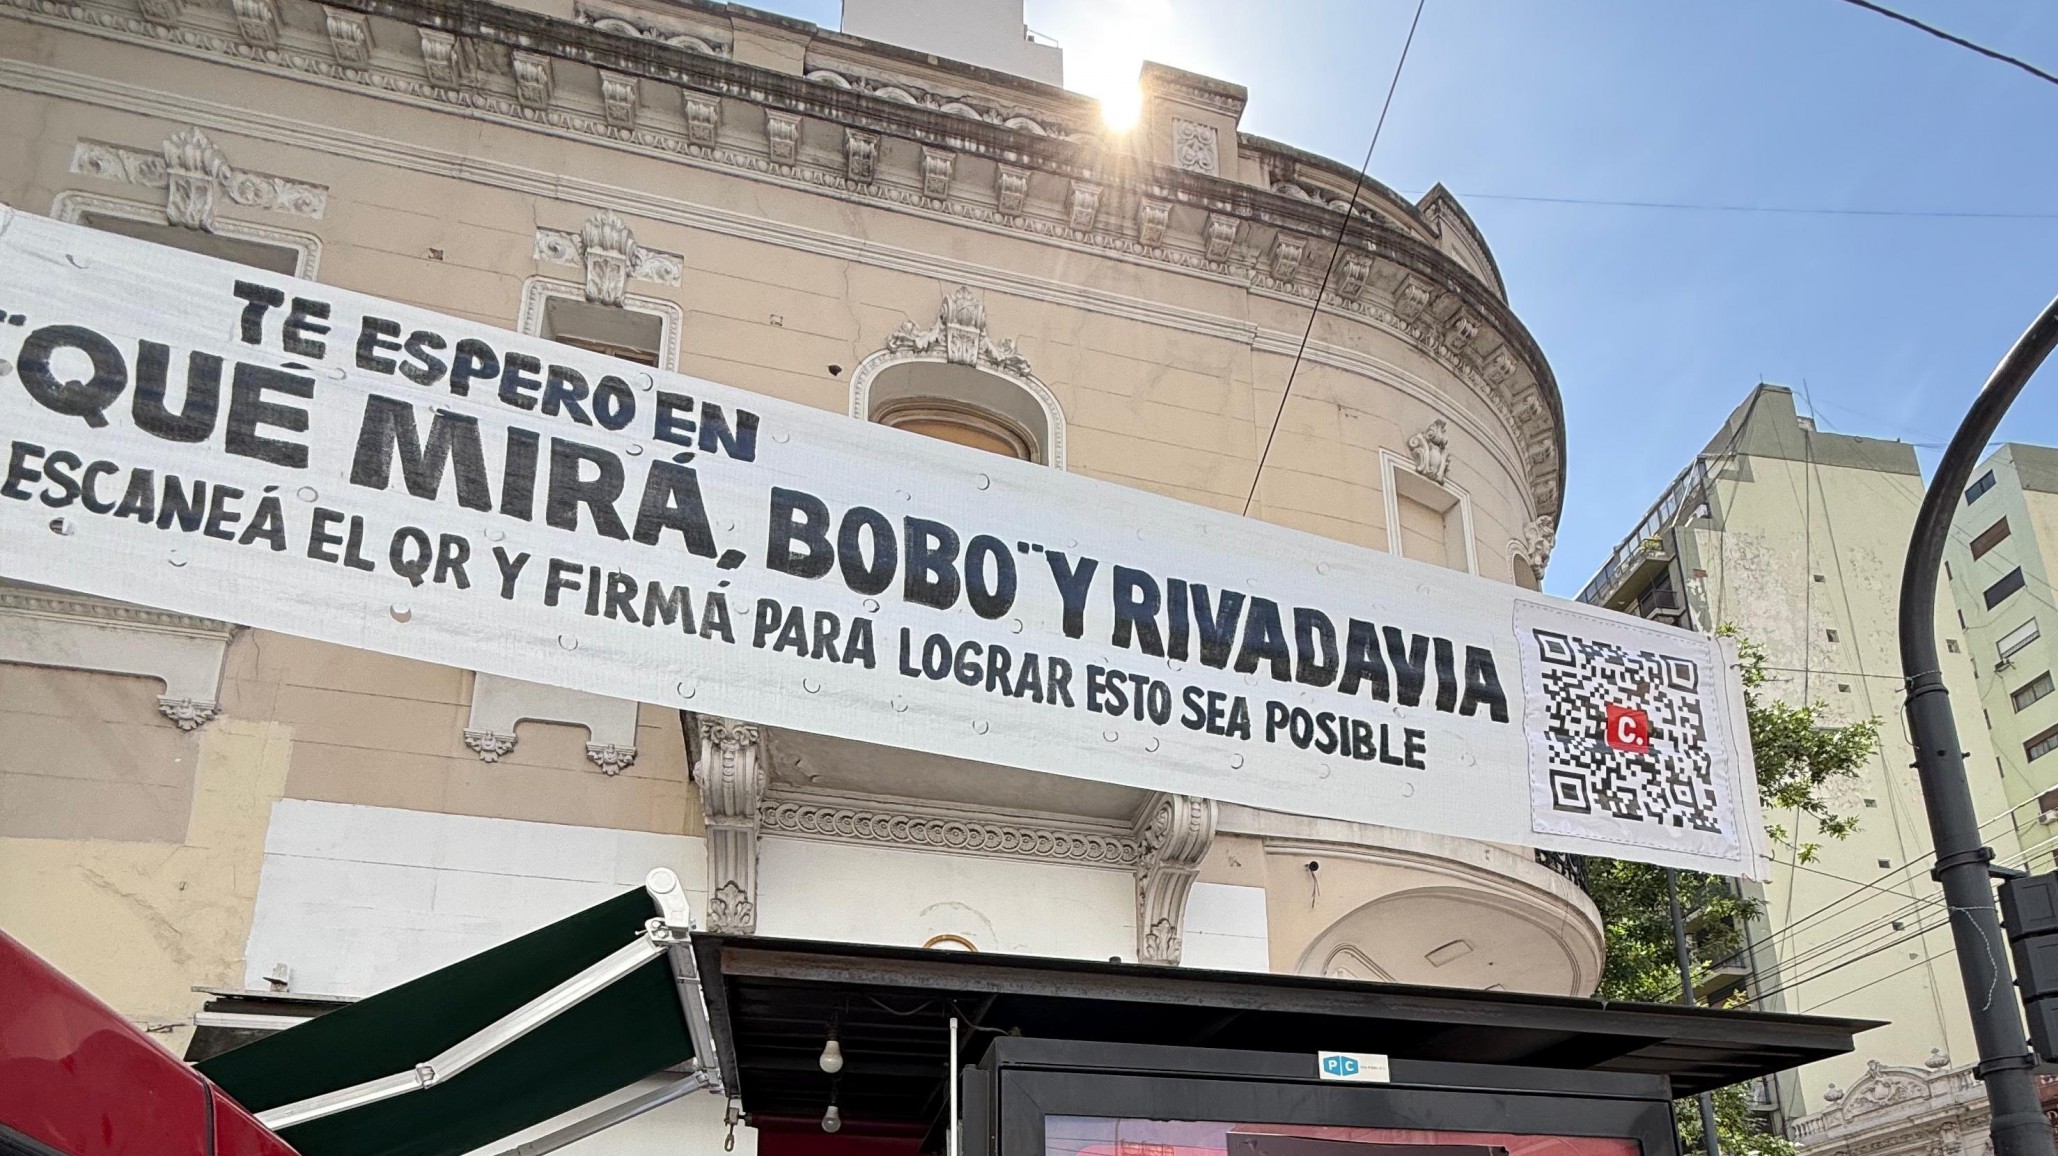 TE ESPERO EN
¨QUÉ MIRÁ, BOBO¨ Y RIVADAVIA
ESCANEÁ EL QR Y FIRMÁ PARA LOGRAR ESTO SEA POSIBLE
C.
PC